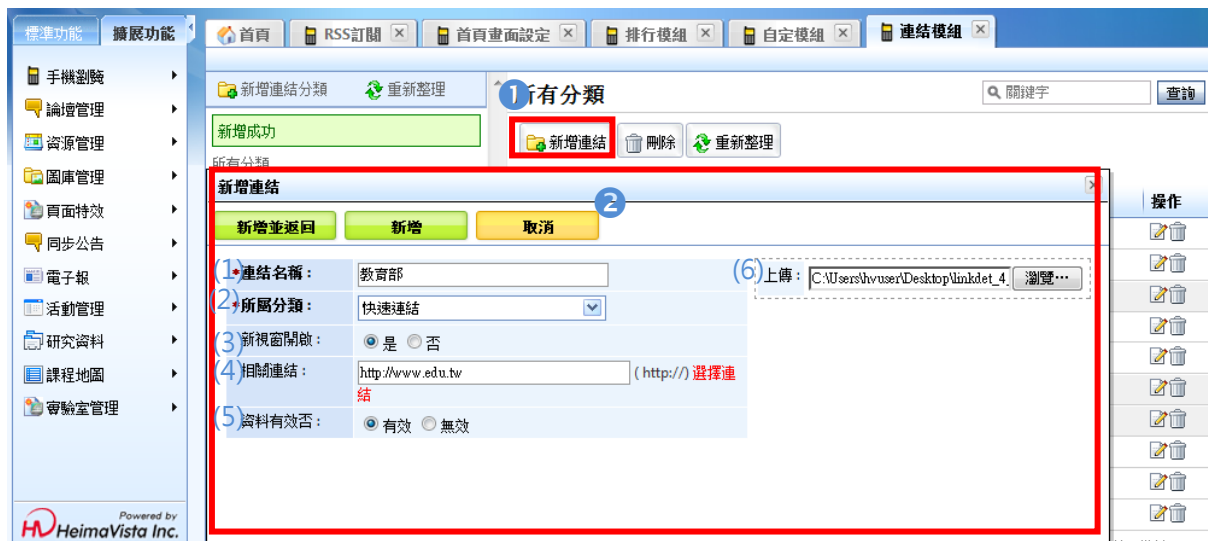 標準功能 擴展功能
首頁 RSS訂閱 首頁畫面設定 排行模組 自定模組 連結模組
手機瀏覽
論壇管理
資源管理
圖庫管理
頁面特效
同步公告
電子報
活動管理
研究資料
課程地圖
實驗室管理
Powered by
HeimaVista Inc.
新增連結分類 重新整理
新增成功
所有分類
1 所有分類
關鍵字 查詢
新增連結 刪除 重新整理
操作
新增連結
2
新增並返回 新增 取消
(1)*連結名稱: 教育部
(2)*所屬分類: 快速連結
(3)新視窗開啟: 是 否
(4)相關連結: http://www.edu.tw ( http://) 選擇連
結
(5)資料有效否: 有效 無效
(6)上傳: C:\Users\hvuser\Desktop\linkdet_4 瀏覽…